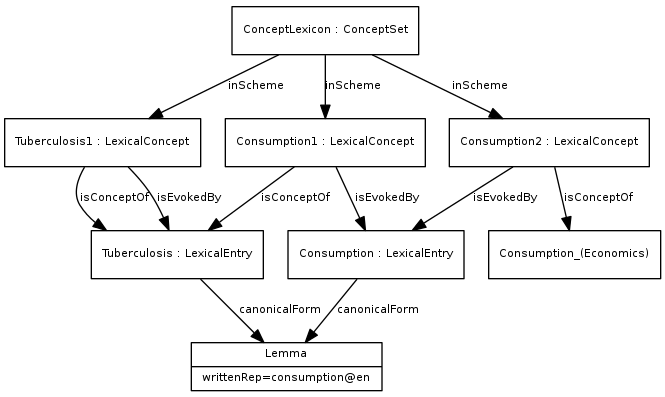 ConceptLexicon : ConceptSet
inScheme
inScheme
inScheme
Tuberculosis1 : LexicalConcept
Consumption1 : LexicalConcept
Consumption2 : LexicalConcept
isConceptOf
isEvokedBy
isConceptOf
isEvokedBy
isEvokedBy
isConceptOf
Tuberculosis : LexicalEntry
Consumption : LexicalEntry
Consumption_(Economics)
canonicalForm
canonicalForm
Lemma
writtenRep=consumption@en